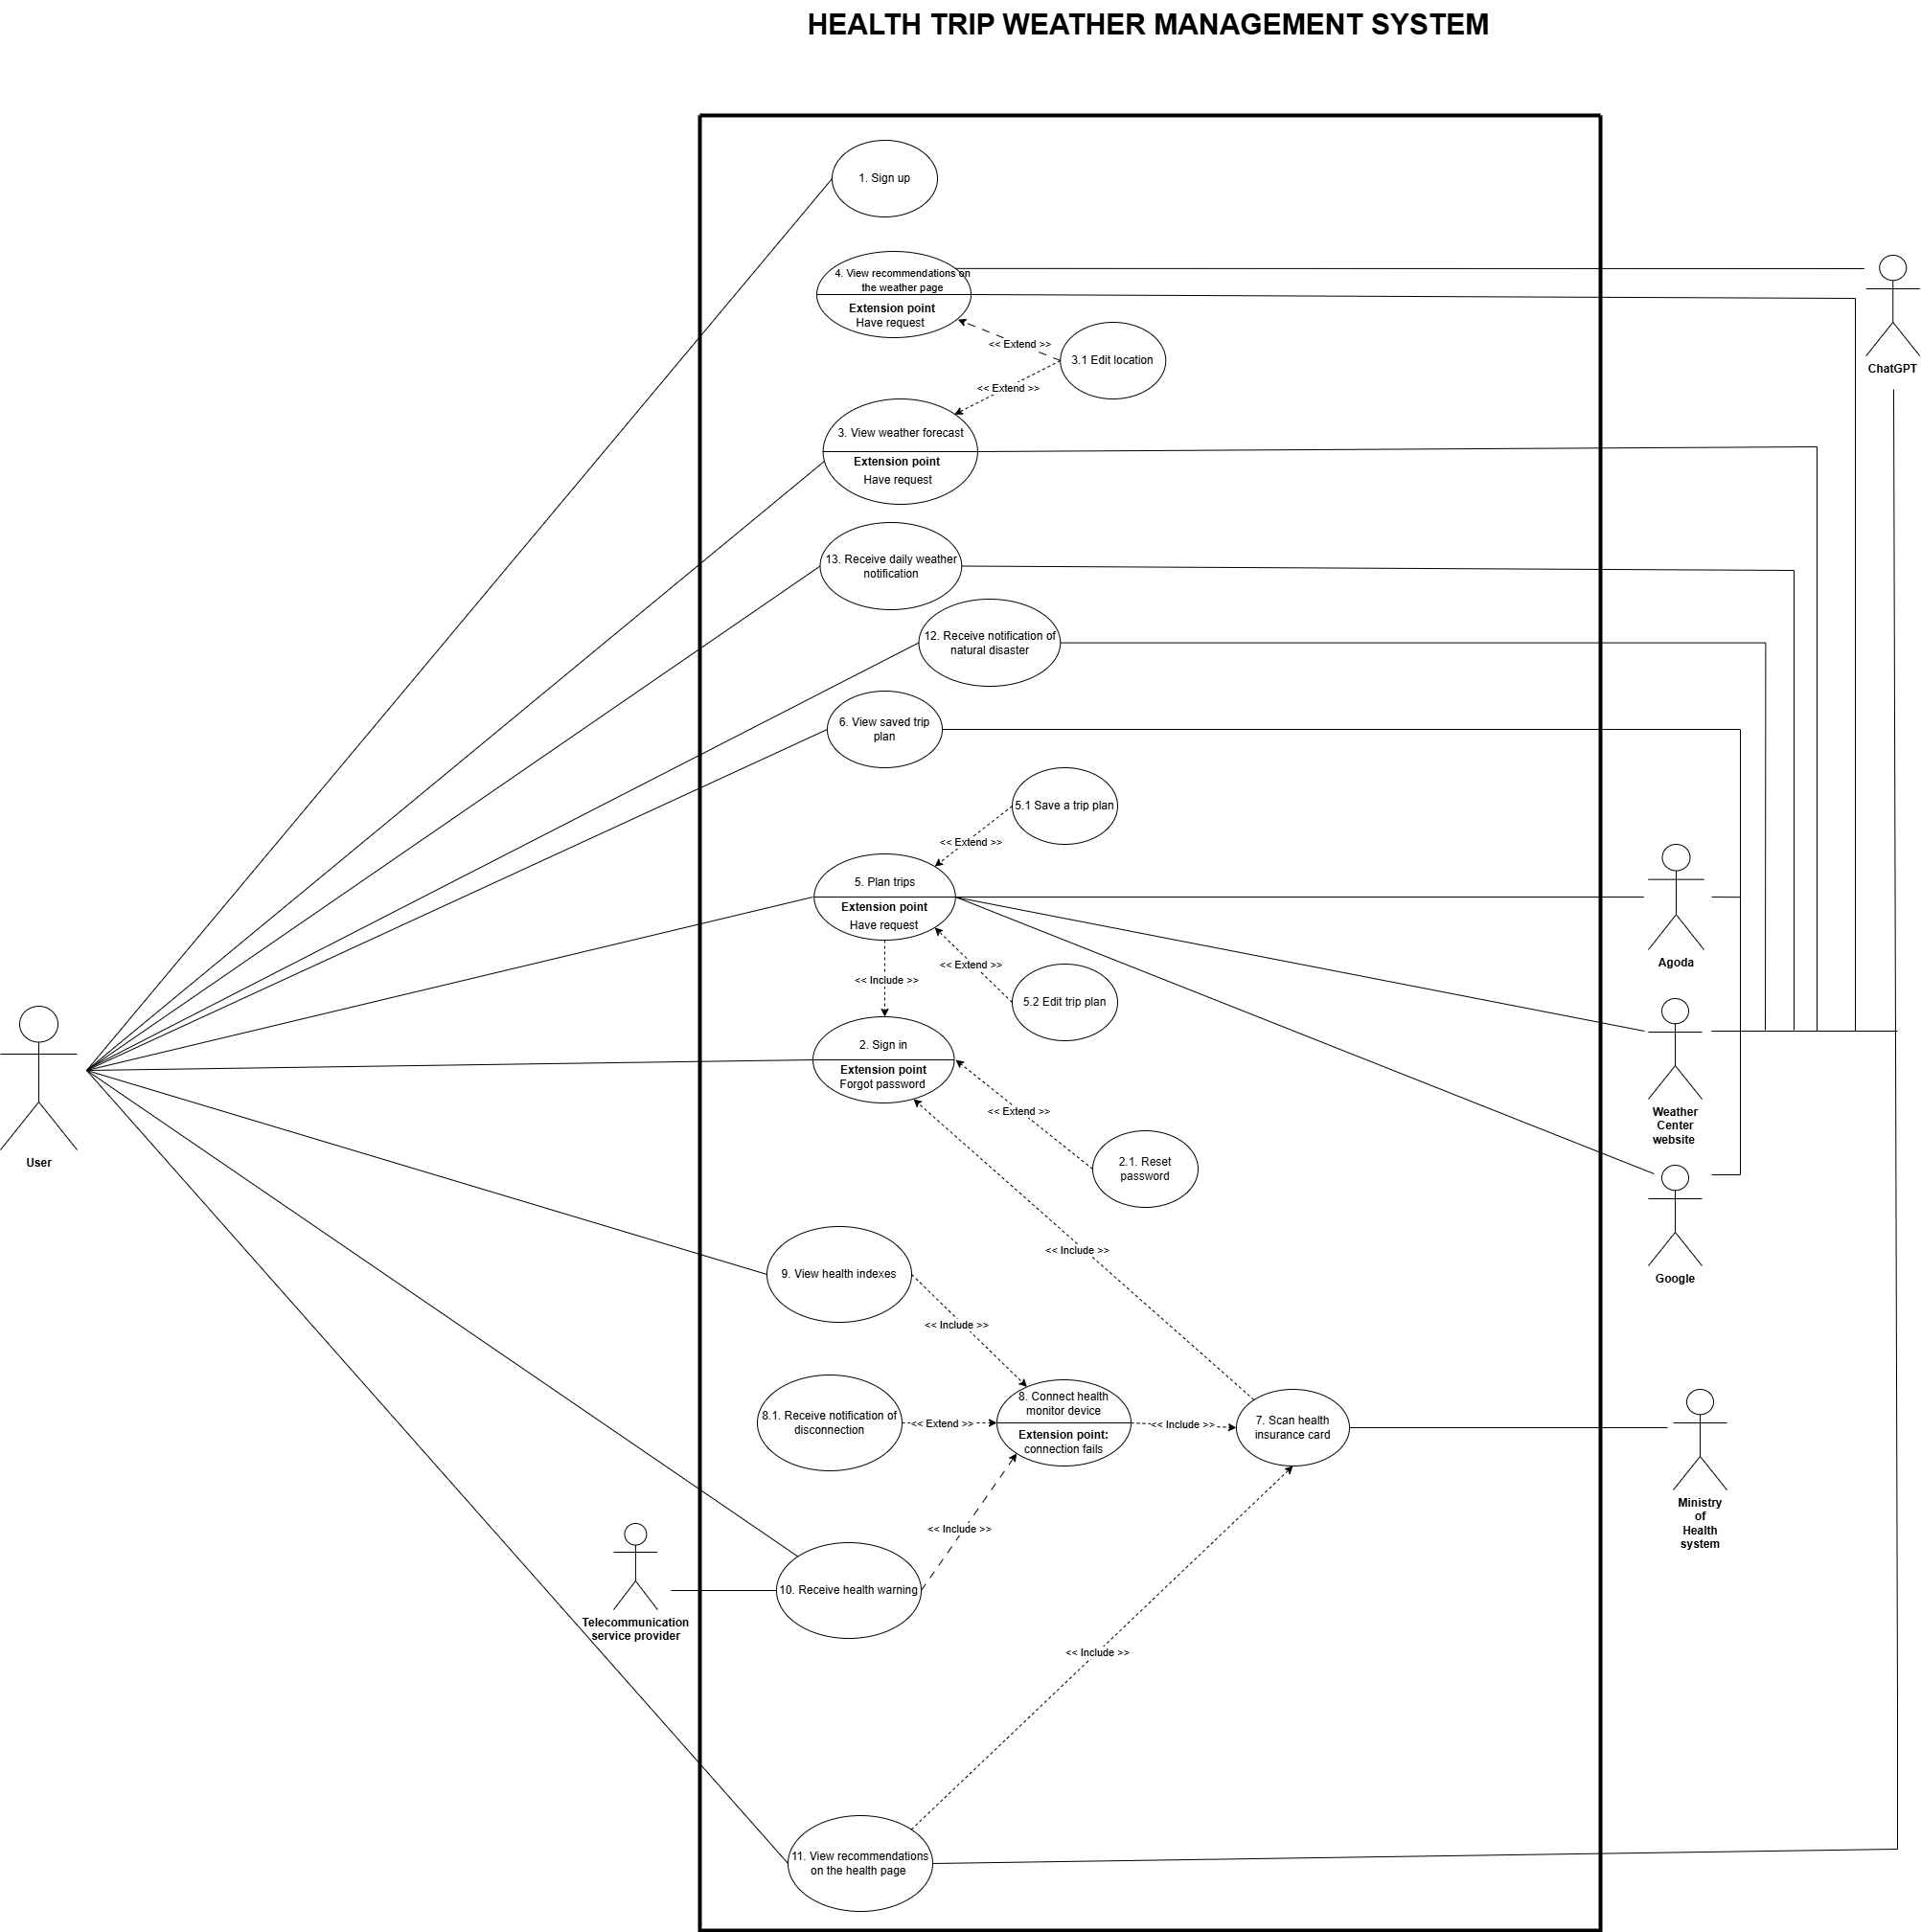 HEALTH TRIP WEATHER MANAGEMENT SYSTEM
1. Sign up
4. View recommendations on
the weather page
Extension point
Have request
ChatGPT
<< Extend >>
3.1 Edit location
<< Extend >>
3. View weather forecast
Extension point
Have request
13. Receive daily weather
notification
12. Receive notification of
natural disaster
6. View saved trip
plan
5.1 Save a trip plan
<< Extend >>
5. Plan trips
Extension point
Have request
Agoda
<< Extend >>
<< Include >>
5.2 Edit trip plan
2. Sign in
Extension point
Forgot password
<< Extend >>
Weather
Center
website
User
2.1. Reset
password
<< Include >>
Google
9. View health indexes
<< Include >>
8.1. Receive notification of
disconnection
<< Extend >>
8. Connect health
monitor device
Extension point:
connection fails
<< Include >>
7. Scan health
insurance card
Ministry
of
Health
system
<< Include >>
10. Receive health warning
Telecommunication
service provider
<< Include >>
11. View recommendations
on the health page